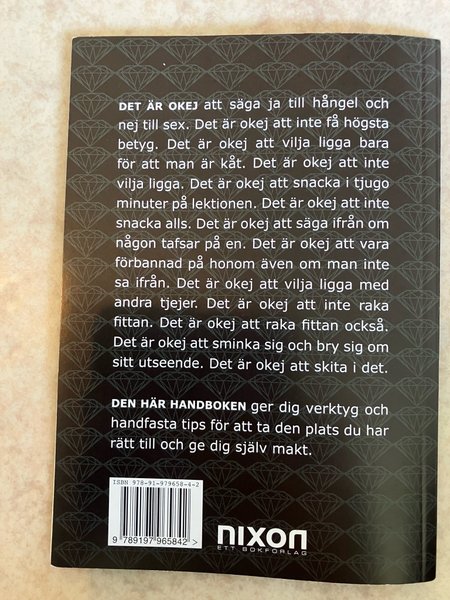 DET ÄR OKEJ att säga ja till hångel och
nej till sex. Det är okej att inte få högsta
betyg. Det är okej att vilja ligga bara
för att man är kåt. Det är okej att inte
vilja ligga. Det är okej att snacka i tjugo
minuter på lektionen. Det är okej att inte
snacka alls. Det är okej att säga ifrån om
någon tafsar på en. Det är okej att vara
förbannad på honom även om man inte
sa ifrån. Det är okej att vilja ligga med
andra tjejer. Det är okej att inte raka
fittan. Det är okej att raka fittan också.
Det är okej att sminka sig och bry sig om
sitt utseende. Det är okej att skita i det.
DEN HÄR HANDBOKEN ger dig verktyg och
handfasta tips för att ta den plats du har
rätt till och ge dig själv makt.
ISBN 978-91-979658-4-2
9 789197 965842 >
nixon
ETT BOKFÖRLAG